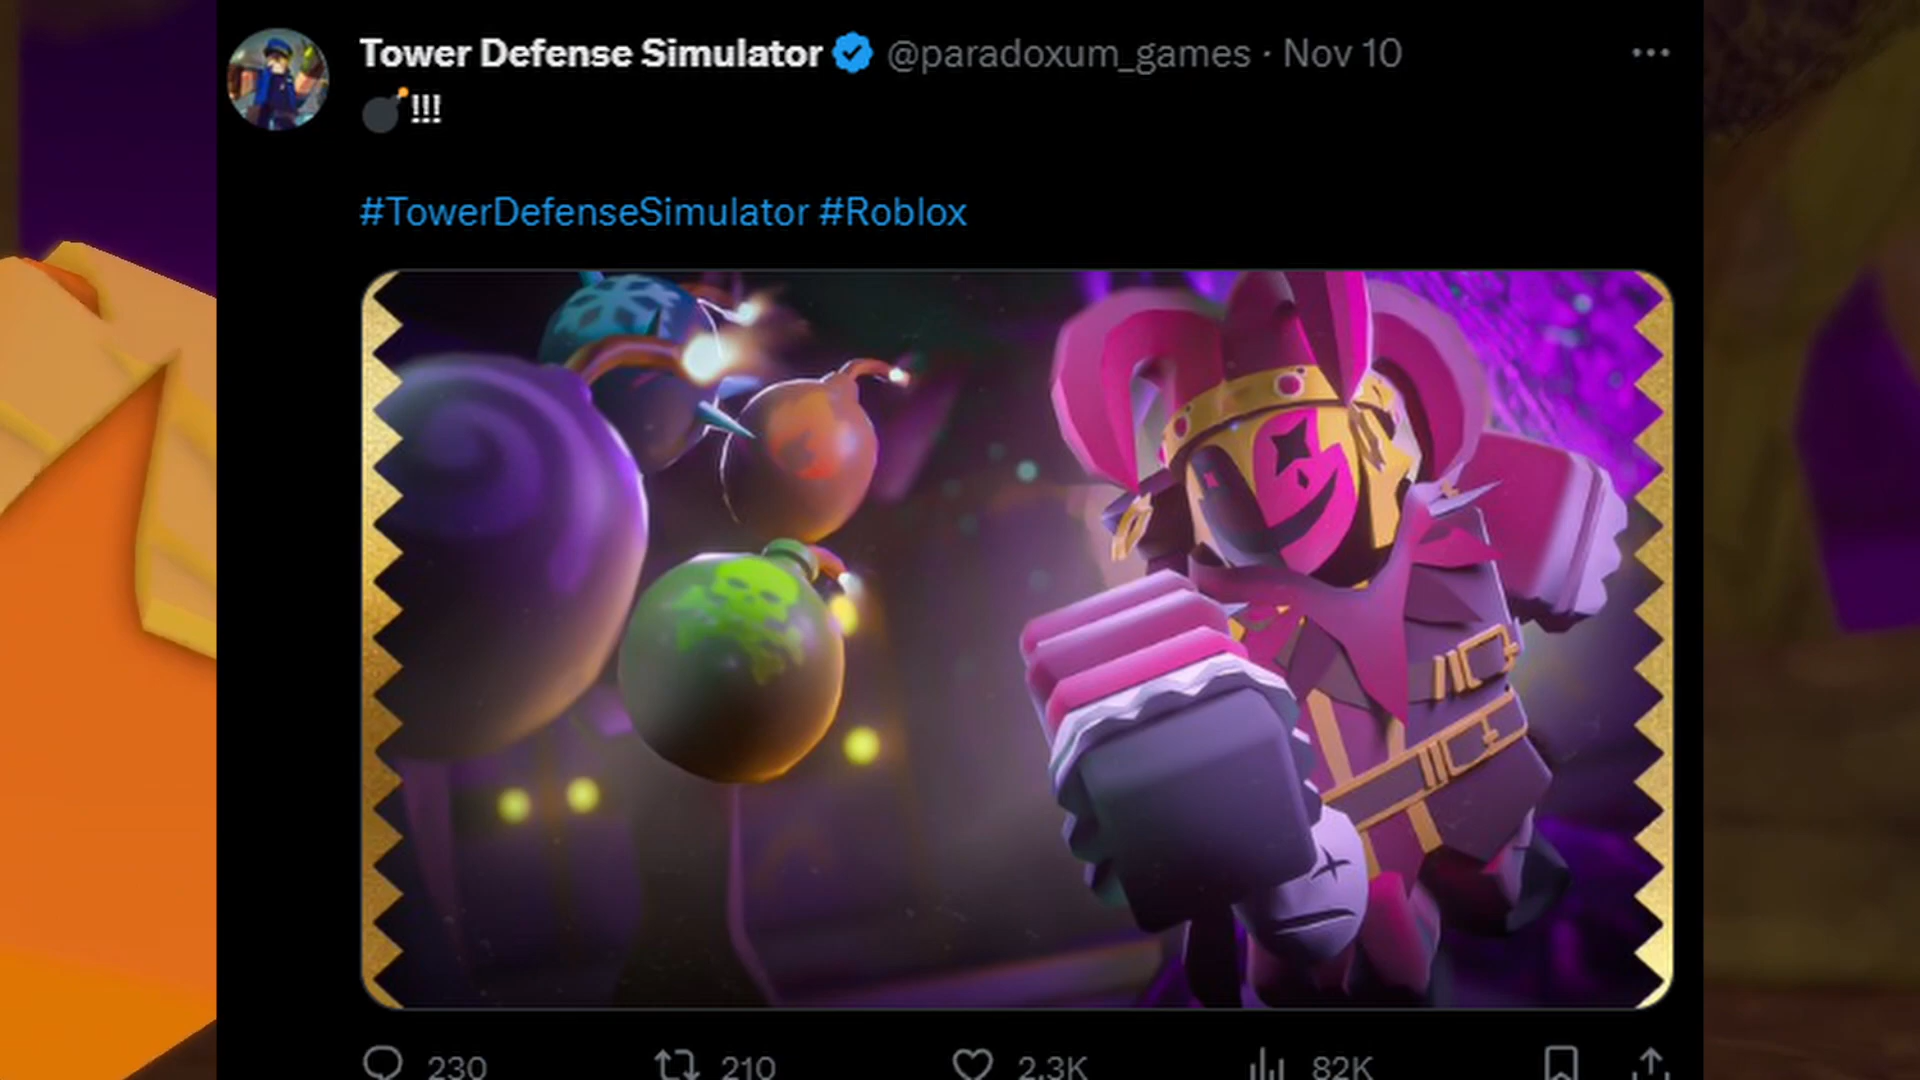 Tower Defense Simulator @paradoxum_games · Nov 10
💣!!!
#TowerDefenseSimulator #Roblox
230 210 2.3K 82K